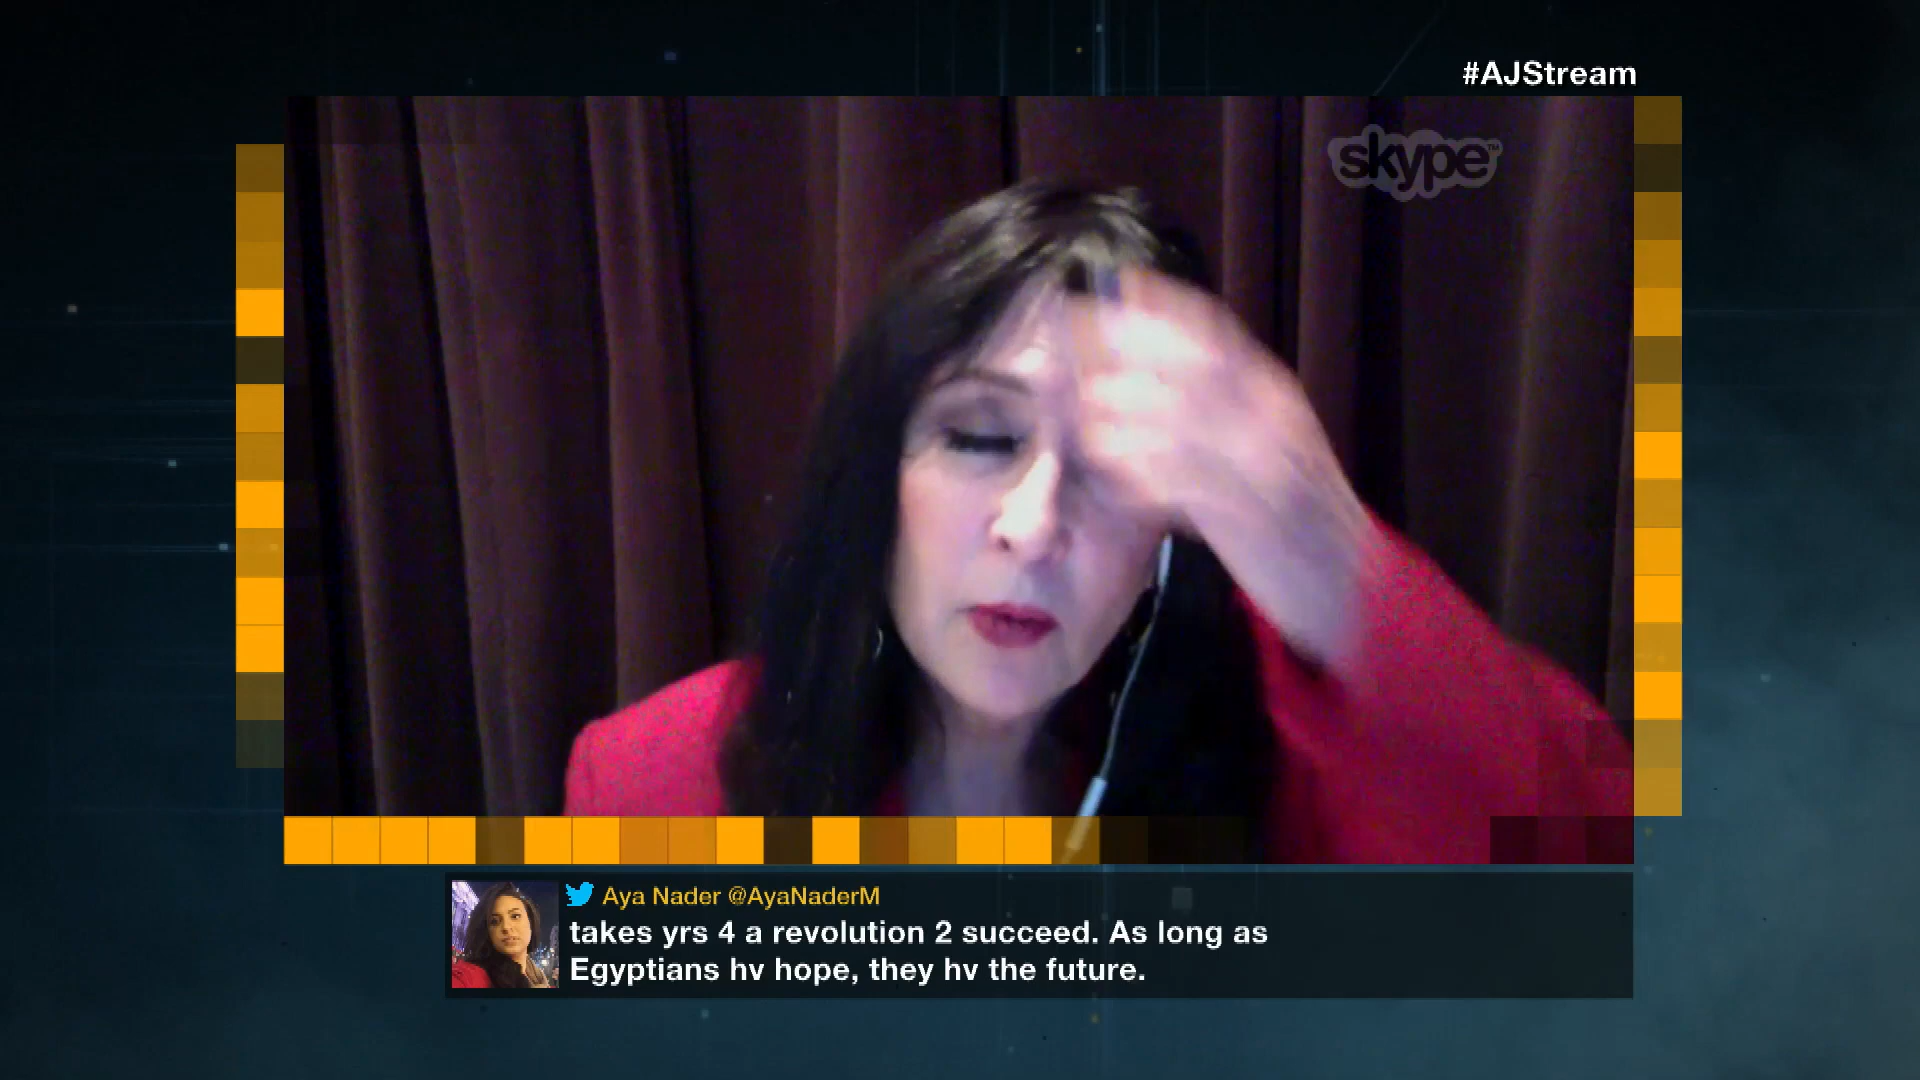 #AJStream
skype™
Aya Nader @AyaNaderM
takes yrs 4 a revolution 2 succeed. As long as
Egyptians hv hope, they hv the future.